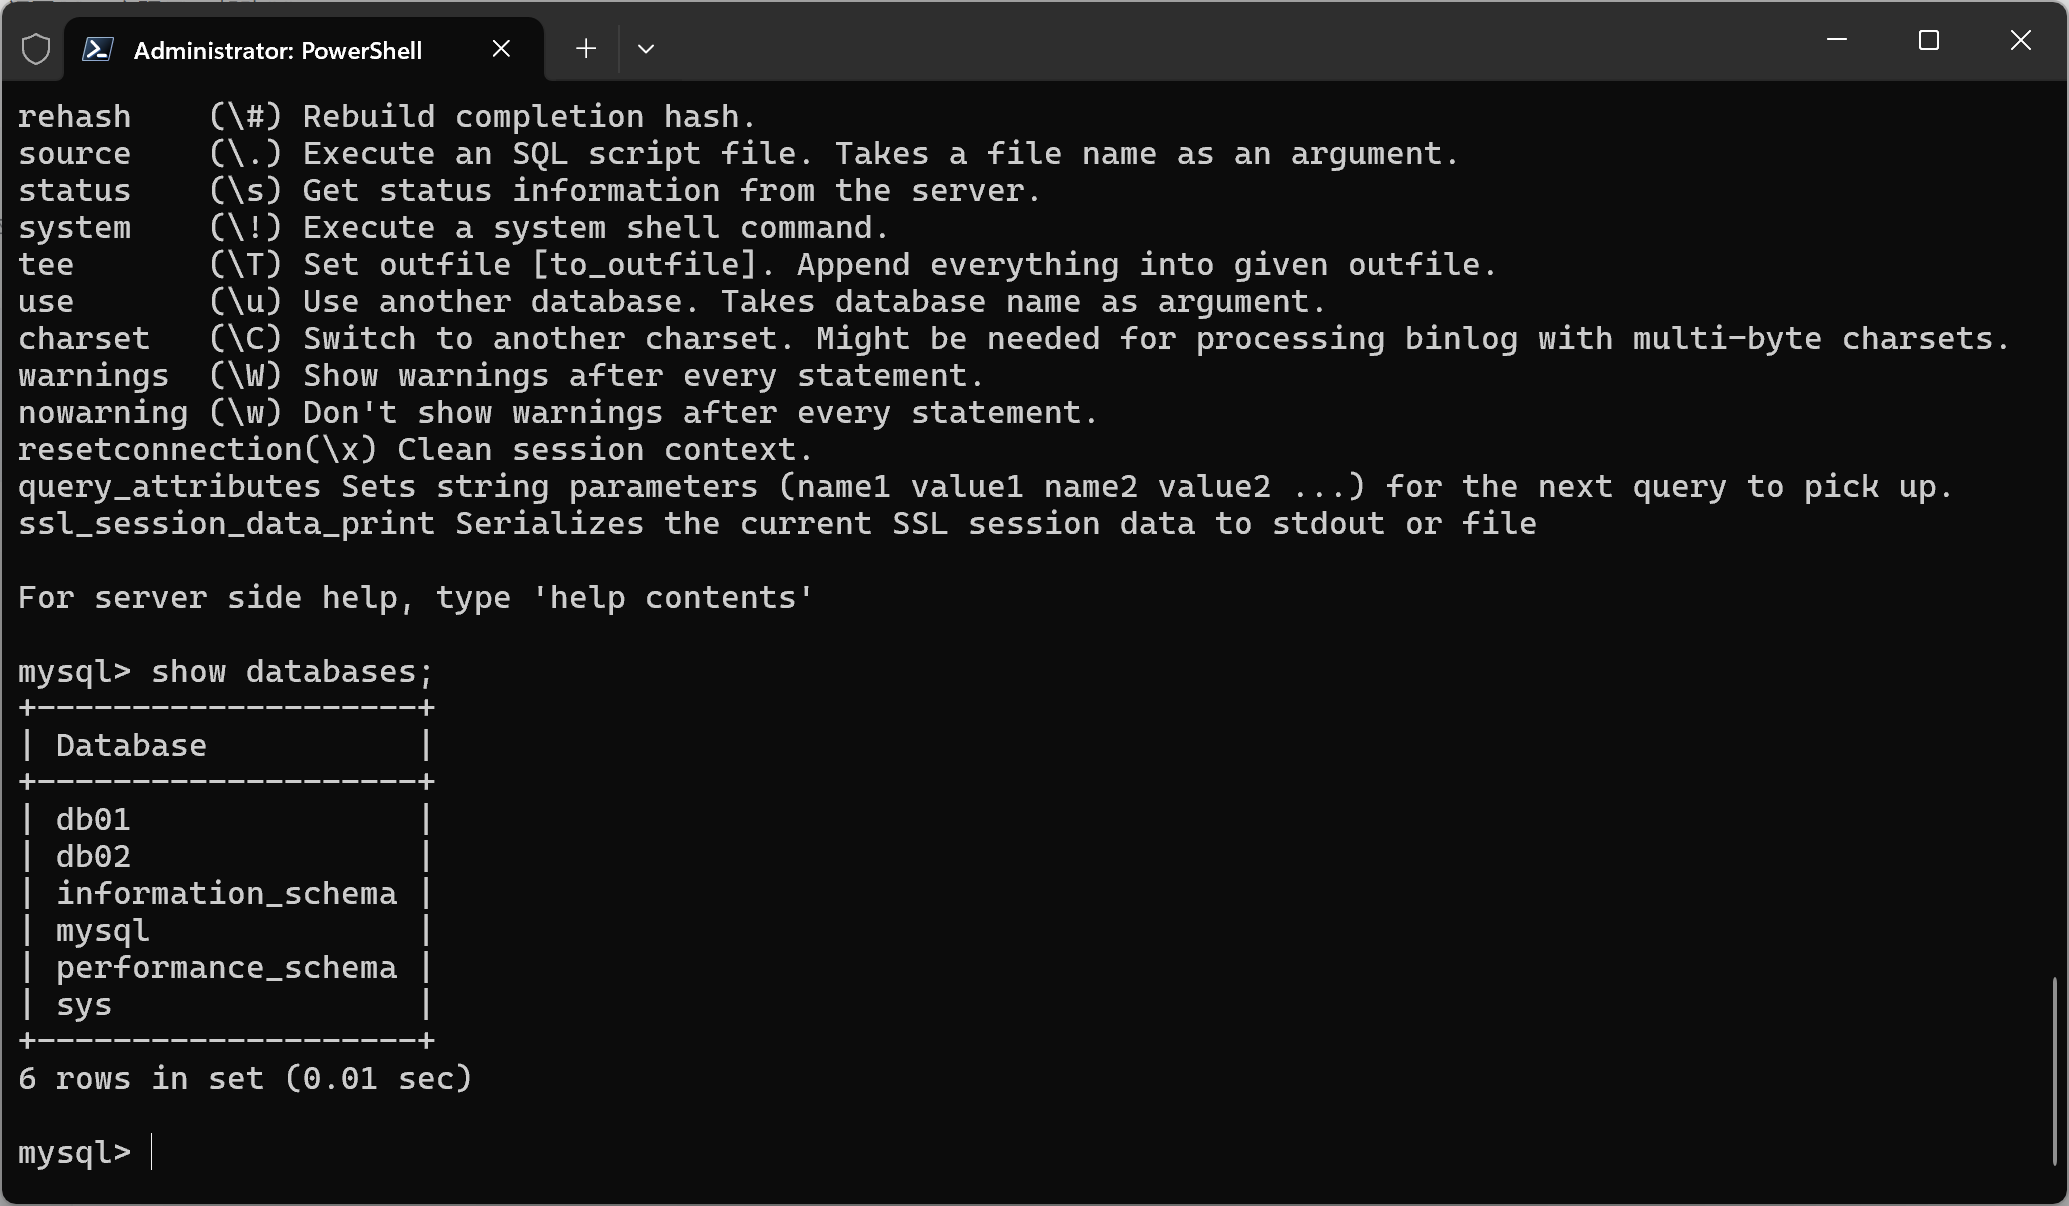 Administrator: PowerShell
rehash    (\#) Rebuild completion hash.
source    (\.) Execute an SQL script file. Takes a file name as an argument.
status    (\s) Get status information from the server.
system    (\!) Execute a system shell command.
tee       (\T) Set outfile [to_outfile]. Append everything into given outfile.
use       (\u) Use another database. Takes database name as argument.
charset   (\C) Switch to another charset. Might be needed for processing binlog with multi-byte charsets.
warnings  (\W) Show warnings after every statement.
nowarning (\w) Don't show warnings after every statement.
resetconnection(\x) Clean session context.
query_attributes Sets string parameters (name1 value1 name2 value2 ...) for the next query to pick up.
ssl_session_data_print Serializes the current SSL session data to stdout or file

For server side help, type 'help contents'

mysql> show databases;
+--------------------+
| Database           |
+--------------------+
| db01               |
| db02               |
| information_schema |
| mysql              |
| performance_schema |
| sys                |
+--------------------+
6 rows in set (0.01 sec)

mysql>